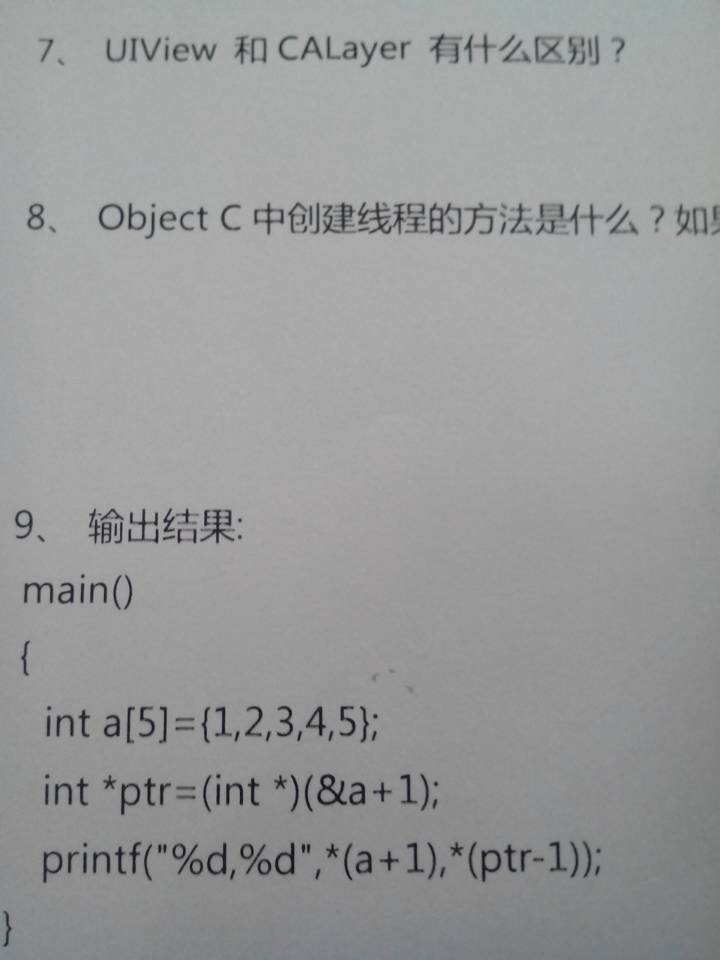 7、 UIView 和 CALayer 有什么区别？
8、 Object C 中创建线程的方法是什么？如
9、 输出结果:
main()
{
int a[5]={1,2,3,4,5};
int *ptr=(int *)(&a+1);
printf("%d,%d",*(a+1),*(ptr-1));
}